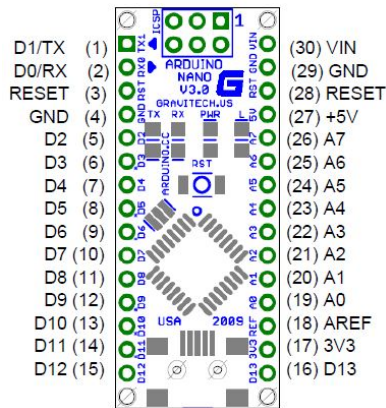 ICSP
1
ARDUINO
NANO
V3.0
G
GRAVITECH.US
TX RX PWR L
ARDUINO.CC
RST
USA 2009
D1/TX (1)
D0/RX (2)
RESET (3)
GND (4)
D2 (5)
D3 (6)
D4 (7)
D5 (8)
D6 (9)
D7 (10)
D8 (11)
D9 (12)
D10 (13)
D11 (14)
D12 (15)
TX1
RX0
RST
GND
D2
D3
D4
D5
D6
D7
D8
D9
D10
D11
D12
VIN
GND
RST
5V
A7
A6
A5
A4
A3
A2
A1
A0
REF
3V3
D13
(30) VIN
(29) GND
(28) RESET
(27) +5V
(26) A7
(25) A6
(24) A5
(23) A4
(22) A3
(21) A2
(20) A1
(19) A0
(18) AREF
(17) 3V3
(16) D13